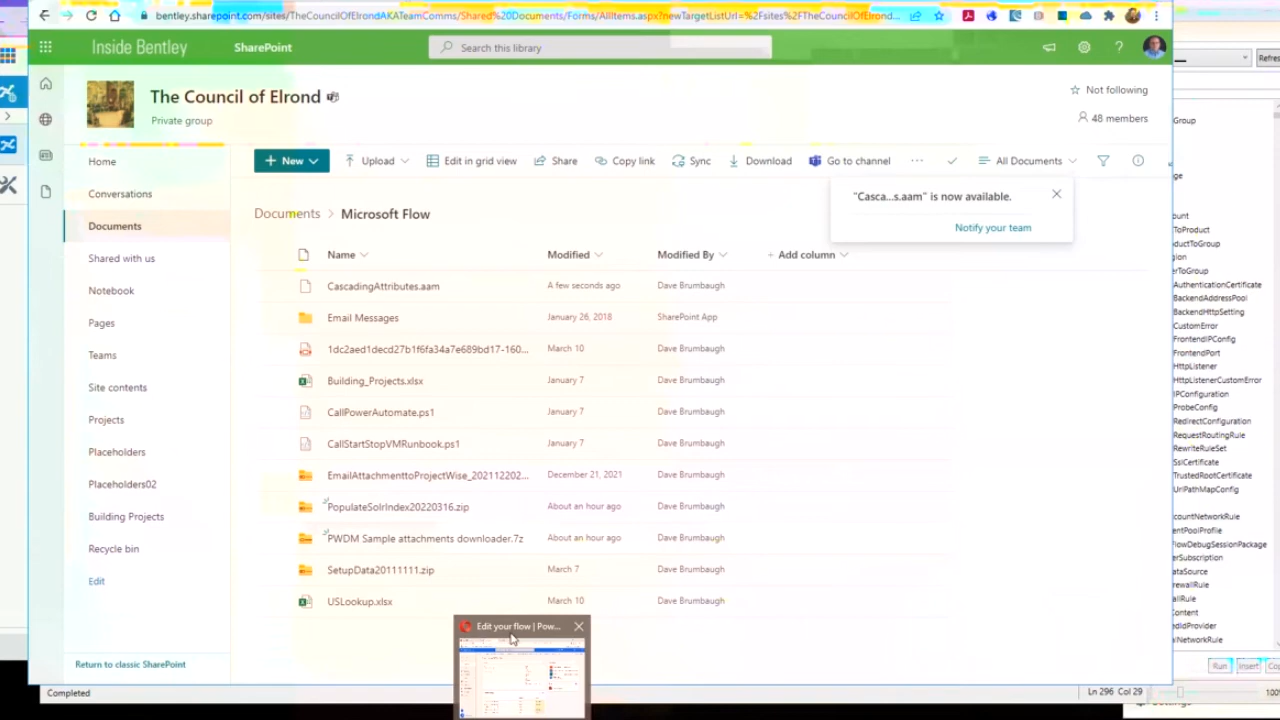 bentley.sharepoint.com/sites/TheCouncilOfElrondAKATeamComms/Shared%20Documents/Forms/AllItems.aspx?newTargetListUrl=%2Fsites%2FTheCouncilOfElrond...
Inside Bentley
SharePoint
Search this library
?
Refres
The Council of Elrond
Private group
Not following
48 members
+ New
Upload
Edit in grid view
Share
Copy link
Sync
Download
Go to channel
...
All Documents
"Casca...s.aam" is now available.
Notify your team
Home
Conversations
Documents
Shared with us
Notebook
Pages
Teams
Site contents
Projects
Placeholders
Placeholders02
Building Projects
Recycle bin
Edit
Return to classic SharePoint
Documents > Microsoft Flow
Name Modified Modified By + Add column
CascadingAttributes.aam A few seconds ago Dave Brumbaugh
Email Messages January 26, 2018 SharePoint App
1dc2aed1decd27b1f6fa34a7e689bd17-160... March 10 Dave Brumbaugh
Building_Projects.xlsx January 7 Dave Brumbaugh
CallPowerAutomate.ps1 January 7 Dave Brumbaugh
CallStartStopVMRunbook.ps1 January 7 Dave Brumbaugh
EmailAttachmenttoProjectWise_202112202... December 21, 2021 Dave Brumbaugh
PopulateSolrIndex20220316.zip About an hour ago Dave Brumbaugh
PWDM Sample attachments downloader.7z About an hour ago Dave Brumbaugh
SetupData20111111.zip March 7 Dave Brumbaugh
USLookup.xlsx March 10 Dave Brumbaugh
Edit your flow | Pow...
Group
ge
ount
ToProduct
ductToGroup
gion
erToGroup
AuthenticationCertificate
BackendAddressPool
BackendHttpSetting
CustomError
FrontendIPConfig
FrontendPort
HttpListener
HttpListenerCustomError
IPConfiguration
ProbeConfig
RedirectConfiguration
RequestRoutingRule
RewriteRuleSet
SslCertificate
TrustedRootCertificate
UrlPathMapConfig
ccountNetworkRule
entPoolProfile
FlowDebugSessionPackage
erSubscription
taSource
rewallRule
llRule
Content
edIdProvider
alNetworkRule
Run Insert Cop
Completed
Ln 296 Col 29
100%